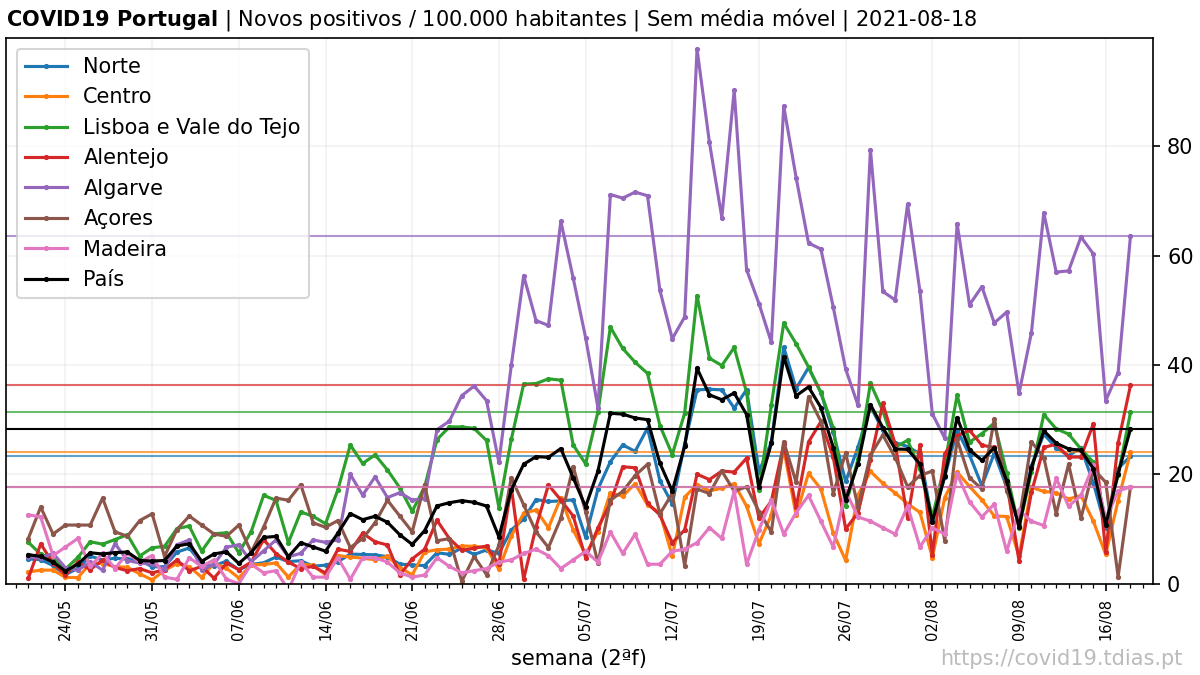 COVID19 Portugal | Novos positivos / 100.000 habitantes | Sem média móvel | 2021-08-18
Norte
Centro
Lisboa e Vale do Tejo
Alentejo
Algarve
Açores
Madeira
País
80
60
40
20
0
24/05
31/05
07/06
14/06
21/06
28/06
05/07
12/07
19/07
26/07
02/08
09/08
16/08
semana (2ªf)
https://covid19.tdias.pt